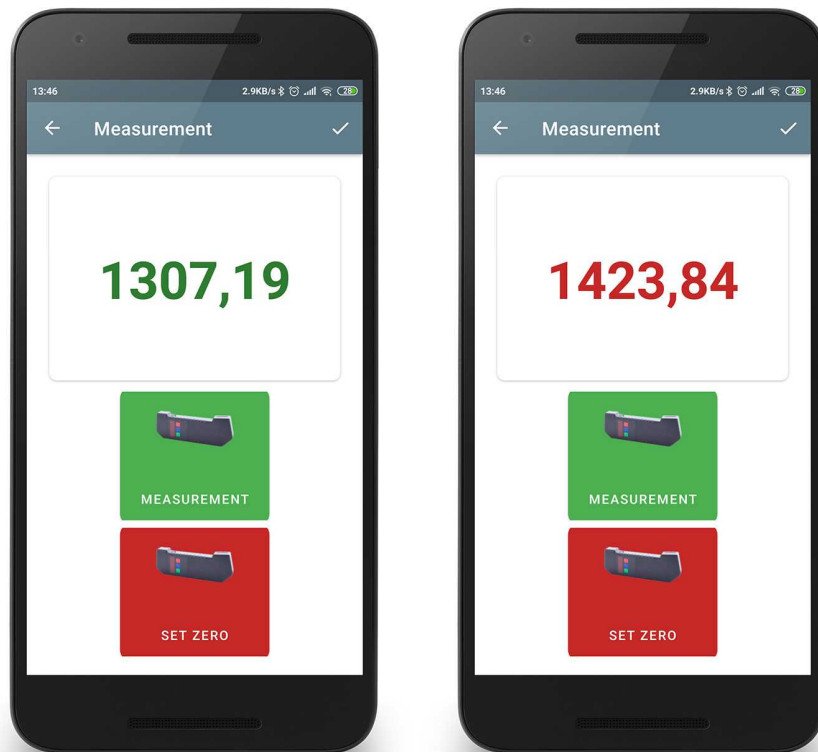 13:46
2.9KB/s
28
Measurement
1307,19
MEASUREMENT
SET ZERO
13:46
2.9KB/s
28
Measurement
1423,84
MEASUREMENT
SET ZERO